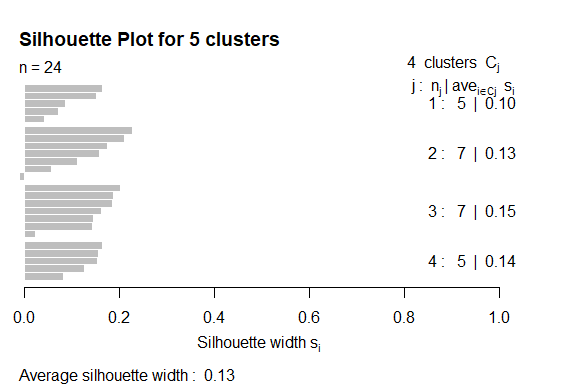 Silhouette Plot for 5 clusters
n = 24
4 clusters Cj
j : nj | avei∈Cj si
1 : 5 | 0.10
2 : 7 | 0.13
3 : 7 | 0.15
4 : 5 | 0.14
0.0 0.2 0.4 0.6 0.8 1.0
Silhouette width si
Average silhouette width : 0.13